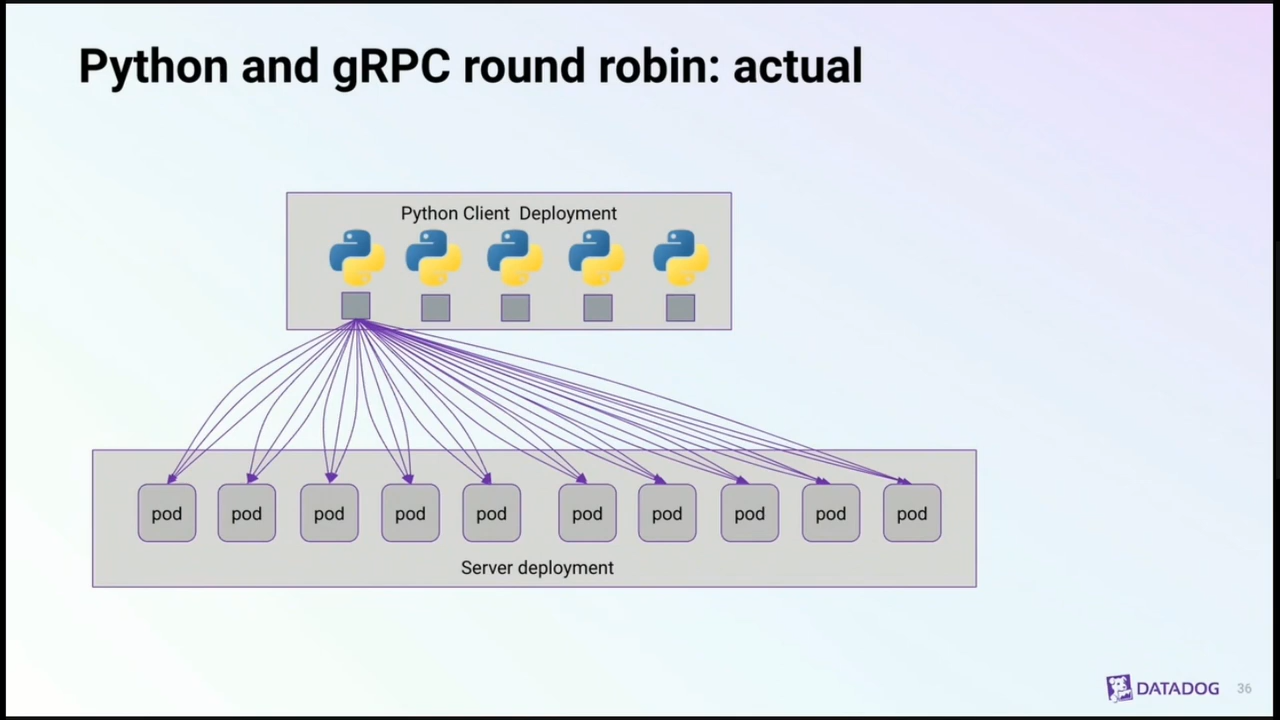 Python and gRPC round robin: actual
Python Client Deployment
pod pod pod pod pod pod pod pod pod pod
Server deployment
DATADOG 36